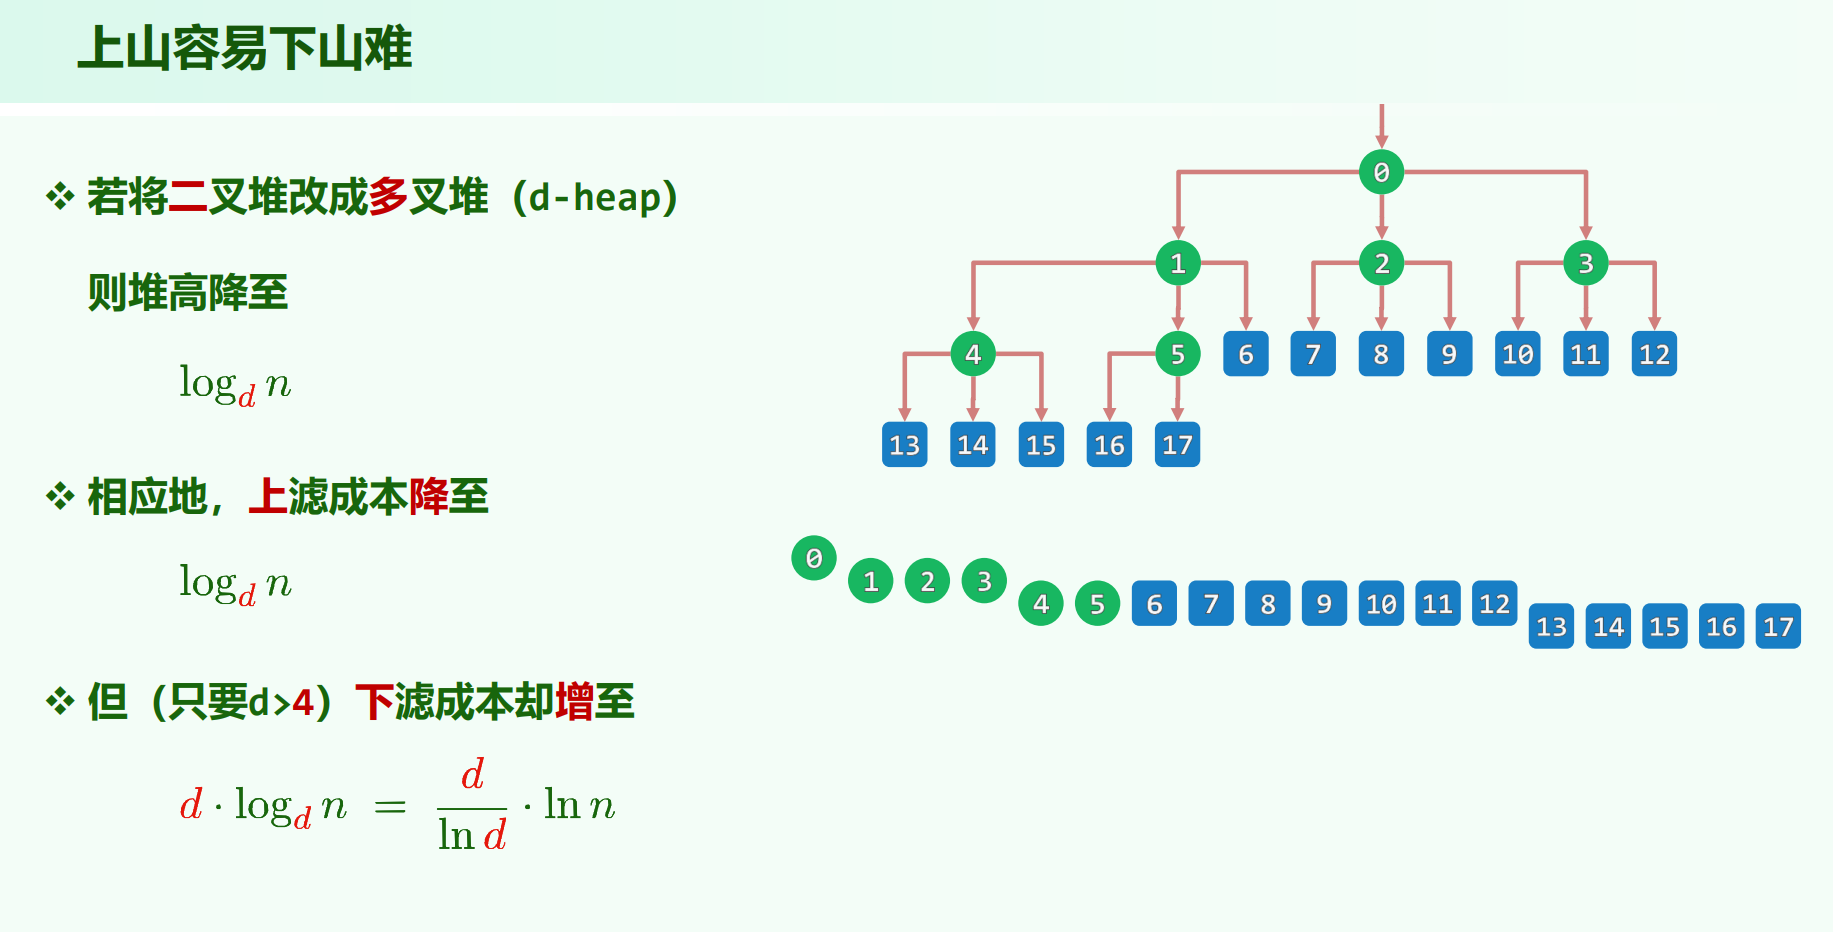 上山容易下山难
❖ 若将二叉堆改成多叉堆（d-heap）
则堆高降至
log_d n
❖ 相应地，上滤成本降至
log_d n
❖ 但（只要d>4）下滤成本却增至
d · log_d n = d / ln d · ln n
0
1 2 3
4 5 6 7 8 9 10 11 12
13 14 15 16 17
0
1 2 3
4 5 6 7 8 9 10 11 12
13 14 15 16 17